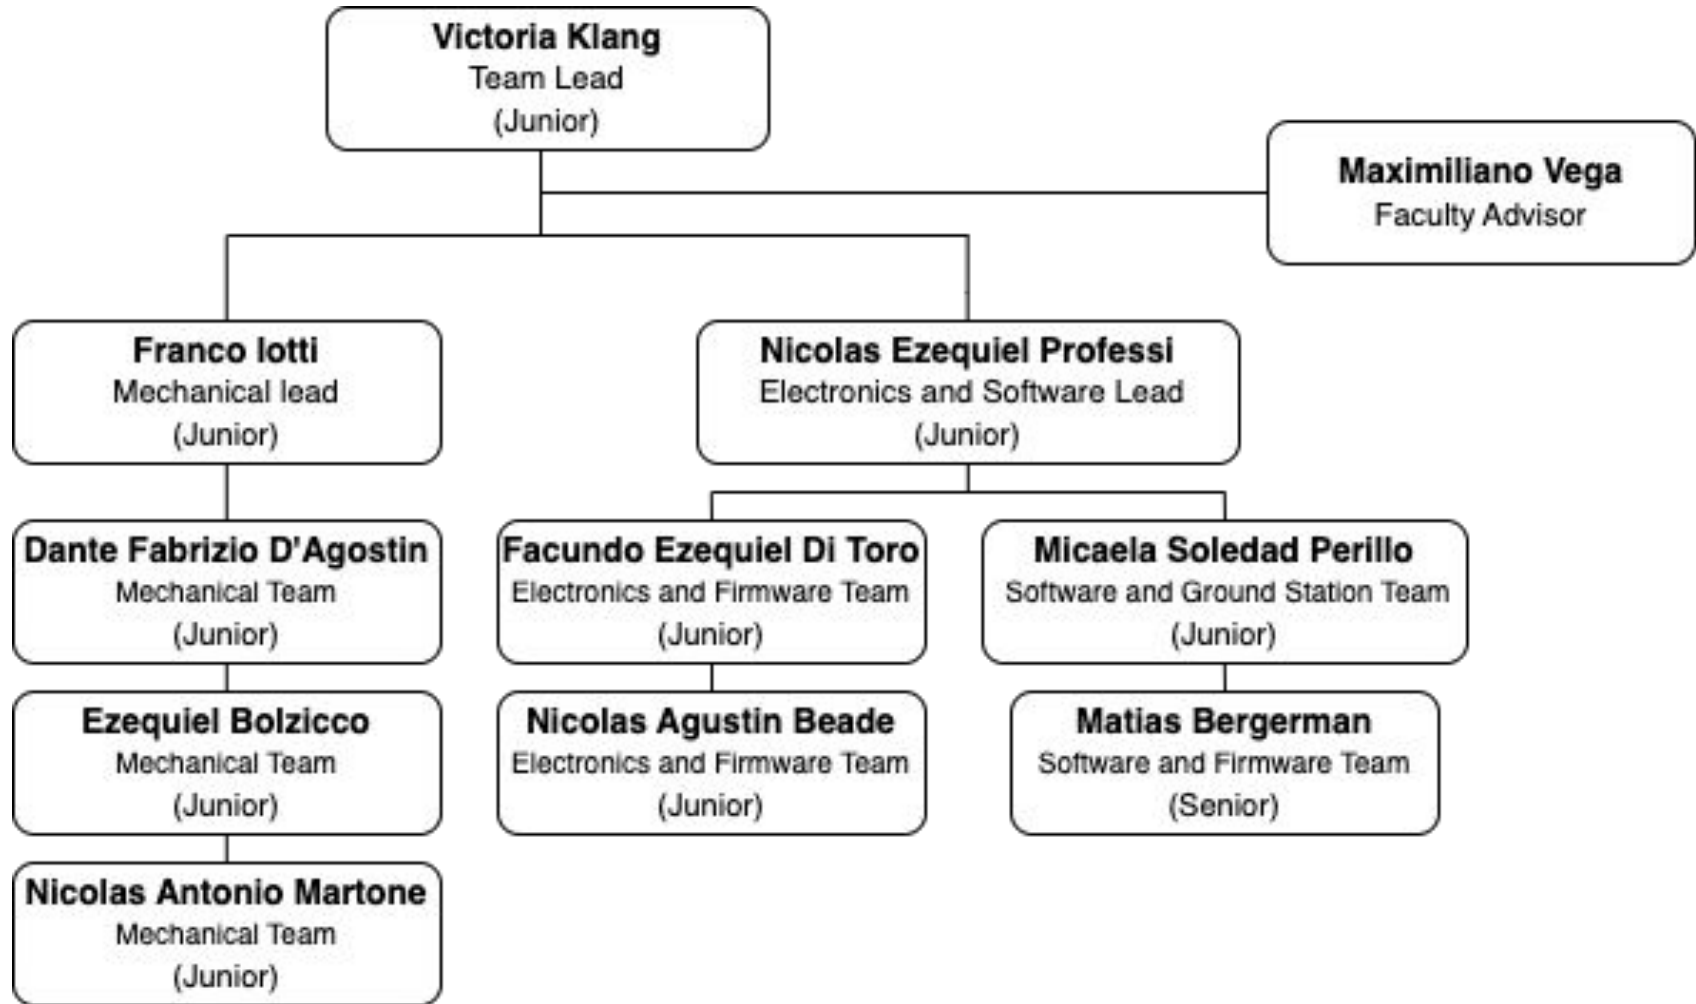 Victoria Klang
Team Lead
(Junior)
Maximiliano Vega
Faculty Advisor
Franco Iotti
Mechanical lead
(Junior)
Nicolas Ezequiel Professi
Electronics and Software Lead
(Junior)
Dante Fabrizio D'Agostin
Mechanical Team
(Junior)
Facundo Ezequiel Di Toro
Electronics and Firmware Team
(Junior)
Micaela Soledad Perillo
Software and Ground Station Team
(Junior)
Ezequiel Bolzicco
Mechanical Team
(Junior)
Nicolas Agustin Beade
Electronics and Firmware Team
(Junior)
Matias Bergerman
Software and Firmware Team
(Senior)
Nicolas Antonio Martone
Mechanical Team
(Junior)